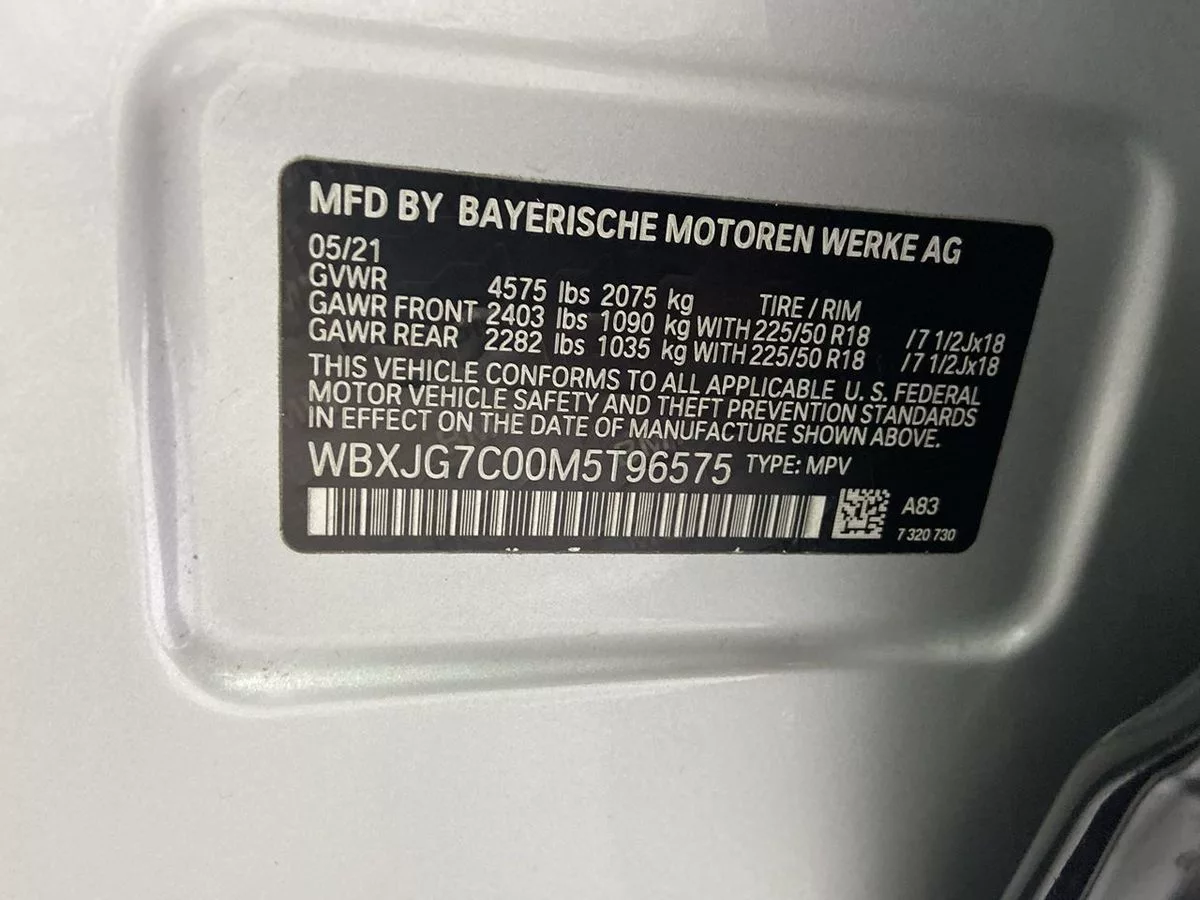 MFD BY BAYERISCHE MOTOREN WERKE AG
05/21
GVWR 4575 lbs 2075 kg TIRE / RIM
GAWR FRONT 2403 lbs 1090 kg WITH 225/50 R18 /7 1/2Jx18
GAWR REAR 2282 lbs 1035 kg WITH 225/50 R18 /7 1/2Jx18
THIS VEHICLE CONFORMS TO ALL APPLICABLE U. S. FEDERAL
MOTOR VEHICLE SAFETY AND THEFT PREVENTION STANDARDS
IN EFFECT ON THE DATE OF MANUFACTURE SHOWN ABOVE.
WBXJG7C00M5T96575 TYPE: MPV
A83
7 320 730